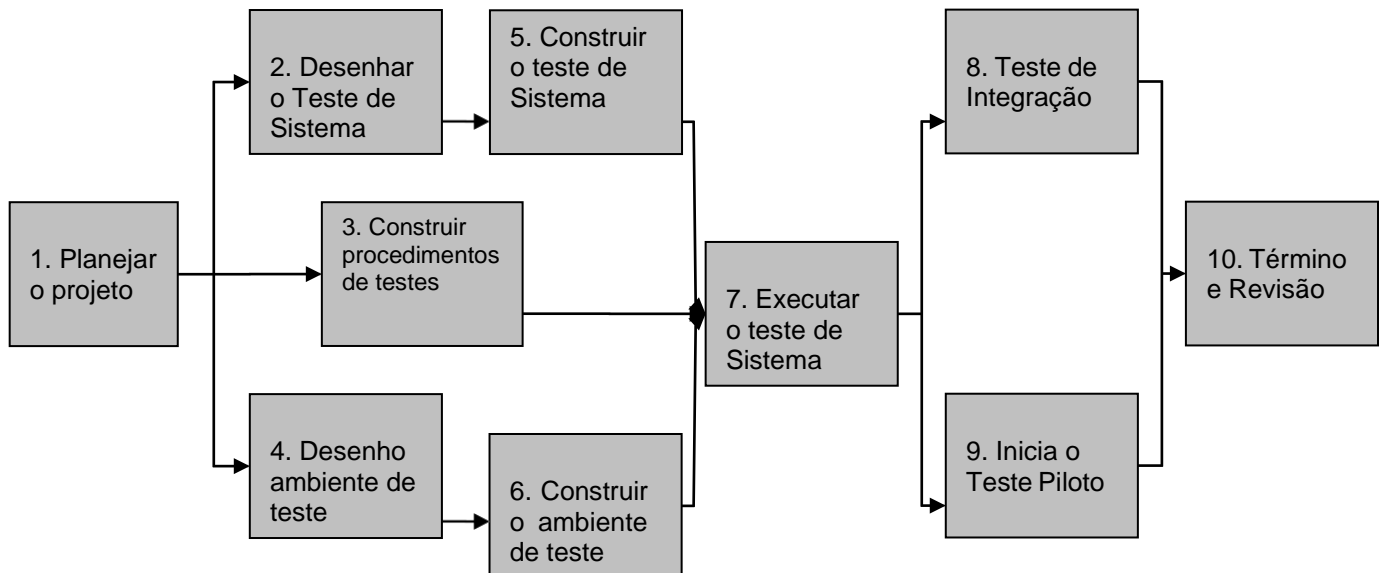 1. Planejar
o projeto
2. Desenhar
o Teste de
Sistema
3. Construir
procedimentos
de testes
4. Desenho
ambiente de
teste
5. Construir
o teste de
Sistema
6. Construir
o ambiente
de teste
7. Executar
o teste de
Sistema
8. Teste de
Integração
9. Inicia o
Teste Piloto
10. Término
e Revisão